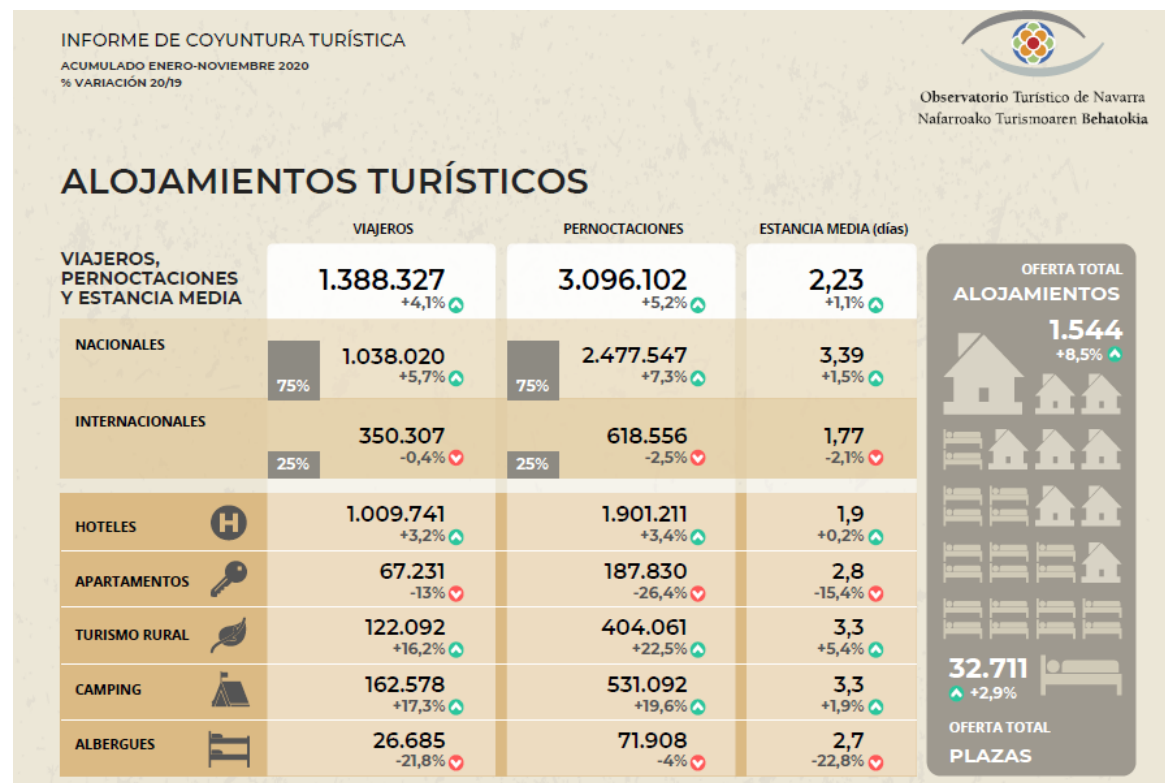 INFORME DE COYUNTURA TURÍSTICA
ACUMULADO ENERO-NOVIEMBRE 2020
% VARIACIÓN 20/19
Observatorio Turístico de Navarra
Nafarroako Turismoaren Behatokia
ALOJAMIENTOS TURÍSTICOS
VIAJEROS PERNOCTACIONES ESTANCIA MEDIA (días)
VIAJEROS,
PERNOCTACIONES
Y ESTANCIA MEDIA
1.388.327 3.096.102 2,23
+4,1% +5,2% +1,1%
NACIONALES
1.038.020 2.477.547 3,39
75% +5,7% 75% +7,3% +1,5%
INTERNACIONALES
350.307 618.556 1,77
25% -0,4% 25% -2,5% -2,1%
HOTELES H 1.009.741 1.901.211 1,9
+3,2% +3,4% +0,2%
APARTAMENTOS 67.231 187.830 2,8
-13% -26,4% -15,4%
TURISMO RURAL 122.092 404.061 3,3
+16,2% +22,5% +5,4%
CAMPING 162.578 531.092 3,3
+17,3% +19,6% +1,9%
ALBERGUES 26.685 71.908 2,7
-21,8% -4% -22,8%
OFERTA TOTAL
ALOJAMIENTOS
1.544
+8,5%
32.711
+2,9%
OFERTA TOTAL
PLAZAS